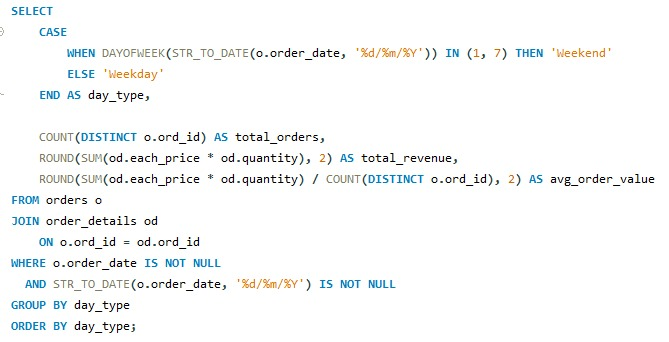 SELECT
CASE
WHEN DAYOFWEEK(STR_TO_DATE(o.order_date, '%d/%m/%Y')) IN (1, 7) THEN 'Weekend'
ELSE 'Weekday'
END AS day_type,
COUNT(DISTINCT o.ord_id) AS total_orders,
ROUND(SUM(od.each_price * od.quantity), 2) AS total_revenue,
ROUND(SUM(od.each_price * od.quantity) / COUNT(DISTINCT o.ord_id), 2) AS avg_order_value
FROM orders o
JOIN order_details od
ON o.ord_id = od.ord_id
WHERE o.order_date IS NOT NULL
AND STR_TO_DATE(o.order_date, '%d/%m/%Y') IS NOT NULL
GROUP BY day_type
ORDER BY day_type;